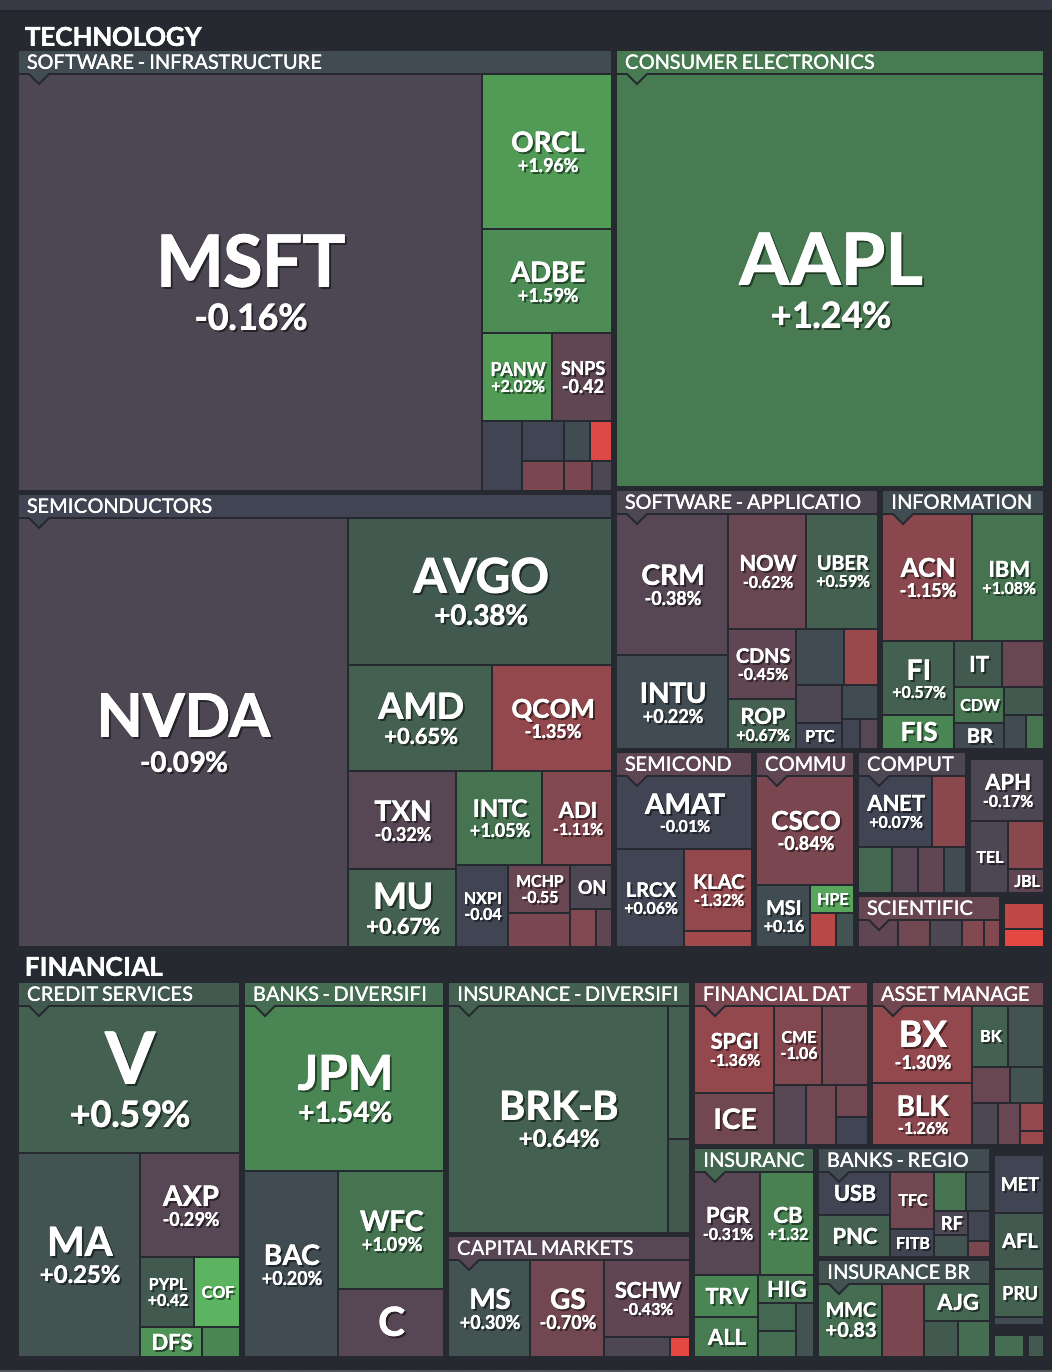 TECHNOLOGY
SOFTWARE - INFRASTRUCTURE
MSFT
-0.16%
ORCL
+1.96%
ADBE
+1.59%
PANW
+2.02%
SNPS
-0.42
CONSUMER ELECTRONICS
AAPL
+1.24%
SEMICONDUCTORS
NVDA
-0.09%
AVGO
+0.38%
AMD
+0.65%
QCOM
-1.35%
TXN
-0.32%
INTC
+1.05%
ADI
-1.11%
MU
+0.67%
NXPI
-0.04
MCHP
-0.55
ON
SOFTWARE - APPLICATIO
CRM
-0.38%
NOW
-0.62%
UBER
+0.59%
INTU
+0.22%
CDNS
-0.45%
ROP
+0.67%
PTC
INFORMATION
ACN
-1.15%
IBM
+1.08%
FI
+0.57%
IT
CDW
FIS
BR
SEMICOND
AMAT
-0.01%
LRCX
+0.06%
KLAC
-1.32%
COMMU
CSCO
-0.84%
MSI
+0.16
HPE
COMPUT
ANET
+0.07%
APH
-0.17%
TEL
JBL
SCIENTIFIC
FINANCIAL
CREDIT SERVICES
V
+0.59%
MA
+0.25%
AXP
-0.29%
PYPL
+0.42
COF
DFS
BANKS - DIVERSIFI
JPM
+1.54%
BAC
+0.20%
WFC
+1.09%
C
INSURANCE - DIVERSIFI
BRK-B
+0.64%
CAPITAL MARKETS
MS
+0.30%
GS
-0.70%
SCHW
-0.43%
FINANCIAL DAT
SPGI
-1.36%
CME
-1.06
ICE
ASSET MANAGE
BX
-1.30%
BK
BLK
-1.26%
INSURANC
PGR
-0.31%
CB
+1.32
TRV
HIG
ALL
BANKS - REGIO
USB
TFC
PNC
RF
FITB
INSURANCE BR
MMC
+0.83
AJG
MET
AFL
PRU